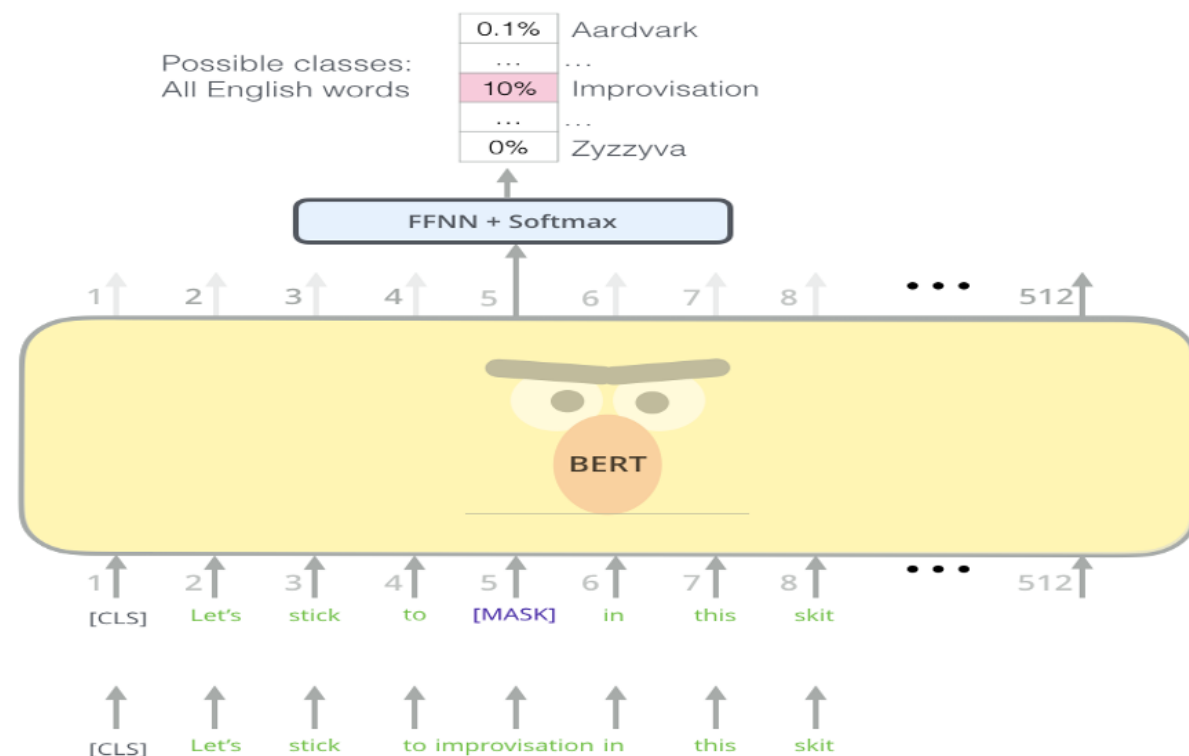 0.1% Aardvark
... ...
Possible classes:
All English words
10% Improvisation
... ...
0% Zyzzyva
FFNN + Softmax
1 2 3 4 5 6 7 8 ... 512
BERT
1 2 3 4 5 6 7 8 ... 512
[CLS] Let's stick to [MASK] in this skit
[CLS] Let's stick to improvisation in this skit